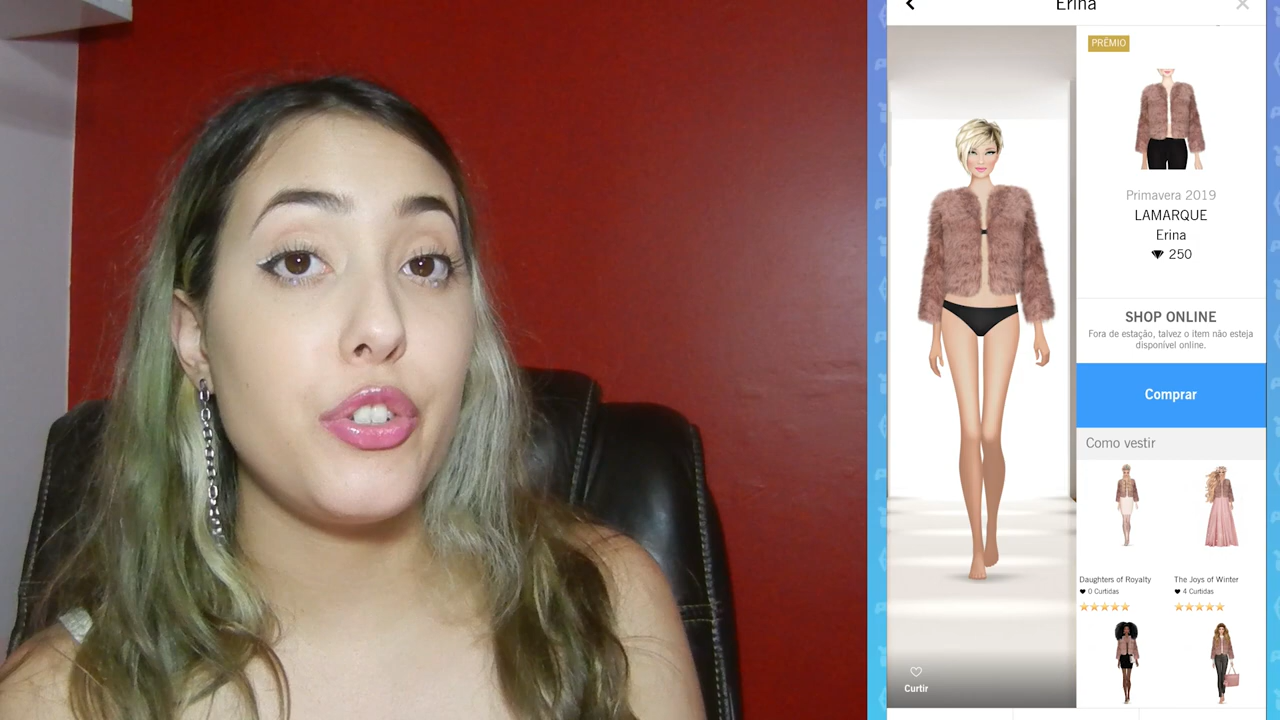 Erina
PRÊMIO
Primavera 2019
LAMARQUE
Erina
250
SHOP ONLINE
Fora de estação, talvez o item não esteja
disponível online.
Comprar
Como vestir
Daughters of Royalty
0 Curtidas
The Joys of Winter
4 Curtidas
Curtir